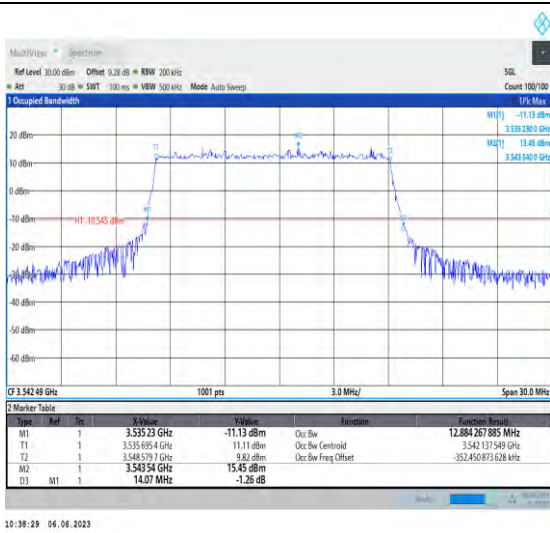 MultiView Spectrum
Ref Level 30.00 dBm Offset 9.28 dB RBW 200 kHz SGL
Att 30 dB SWT 100 ms VBW 500 kHz Mode Auto Sweep Count 100/100
1 Occupied Bandwidth 1Pk Max
M1[1] -11.13 dBm
3.535 230 0 GHz
M2[1] 15.45 dBm
3.543 540 0 GHz
20 dBm
10 dBm
0 dBm
-10 dBm
H1 -10.545 dBm
-20 dBm
-40 dBm
-50 dBm
-60 dBm
T1
M2
M1
CF 3.542 49 GHz 1001 pts 3.0 MHz/ Span 30.0 MHz
2 Marker Table
Type Ref Trc X-Value Y-Value Function Function Result
M1 1 3.535 23 GHz -11.13 dBm Occ Bw 12.884 267 885 MHz
T1 1 3.535 695 4 GHz 11.11 dBm Occ Bw Centroid 3.542 137 549 GHz
T2 1 3.548 579 7 GHz 9.82 dBm Occ Bw Freq Offset -352.450 873 628 kHz
M2 1 3.543 54 GHz 15.45 dBm
D3 M1 1 14.07 MHz -1.26 dB
10:38:29 06.06.2023